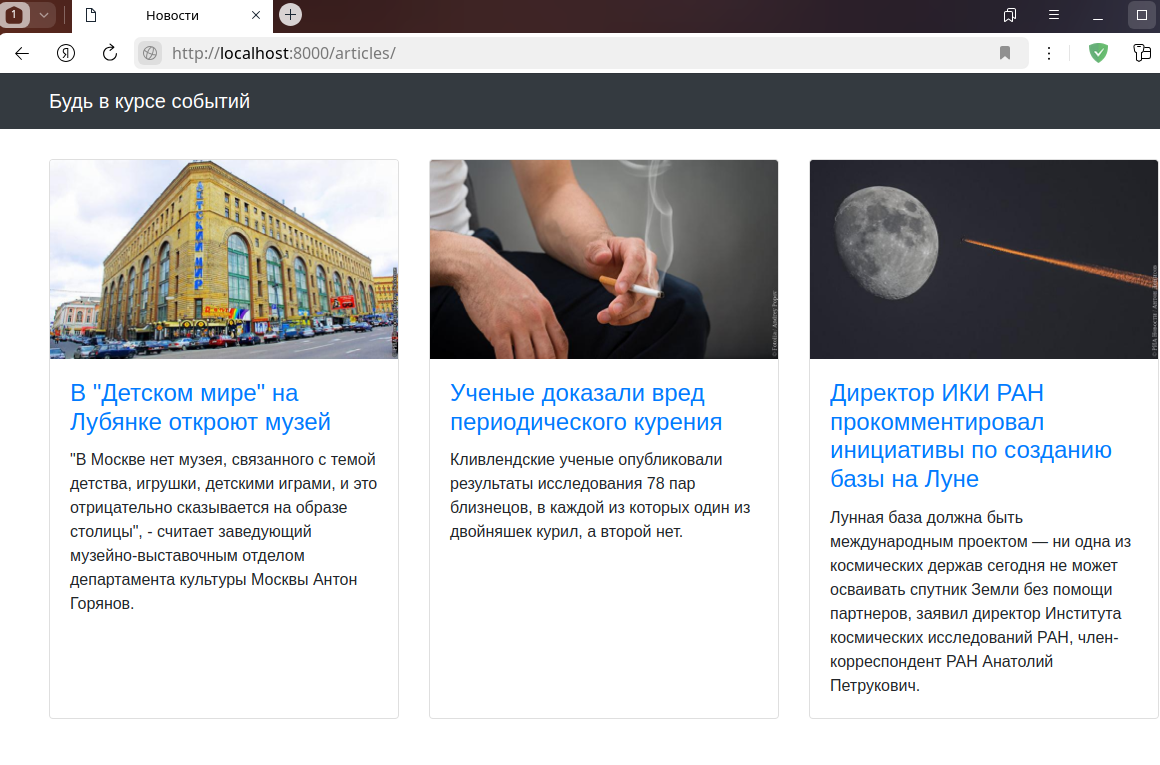 1
Новости
Я
http://localhost:8000/articles/
Будь в курсе событий
ДЕТСКИЙ МИР
В "Детском мире" на
Лубянке откроют музей
"В Москве нет музея, связанного с темой
детства, игрушки, детскими играми, и это
отрицательно сказывается на образе
столицы", - считает заведующий
музейно-выставочным отделом
департамента культуры Москвы Антон
Горянов.
Ученые доказали вред
периодического курения
Кливлендские ученые опубликовали
результаты исследования 78 пар
близнецов, в каждой из которых один из
двойняшек курил, а второй нет.
Директор ИКИ РАН
прокомментировал
инициативы по созданию
базы на Луне
Лунная база должна быть
международным проектом — ни одна из
космических держав сегодня не может
осваивать спутник Земли без помощи
партнеров, заявил директор Института
космических исследований РАН, член-
корреспондент РАН Анатолий
Петрукович.